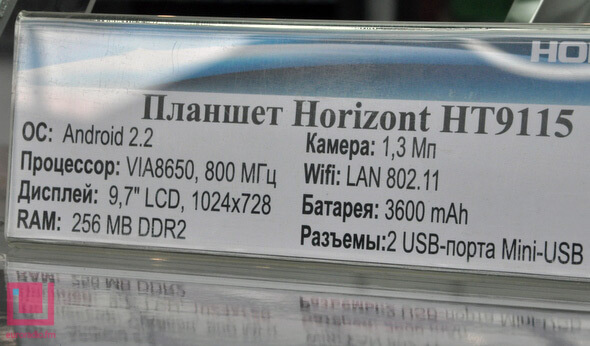 HO
Планшет Horizont HT9115
ОС: Android 2.2
Процессор: VIA8650, 800 МГц
Дисплей: 9,7" LCD, 1024x728
RAM: 256 MB DDR2
Камера: 1,3 Мп
Wifi: LAN 802.11
Батарея: 3600 mAh
Разъемы:2 USB-порта Mini-USB